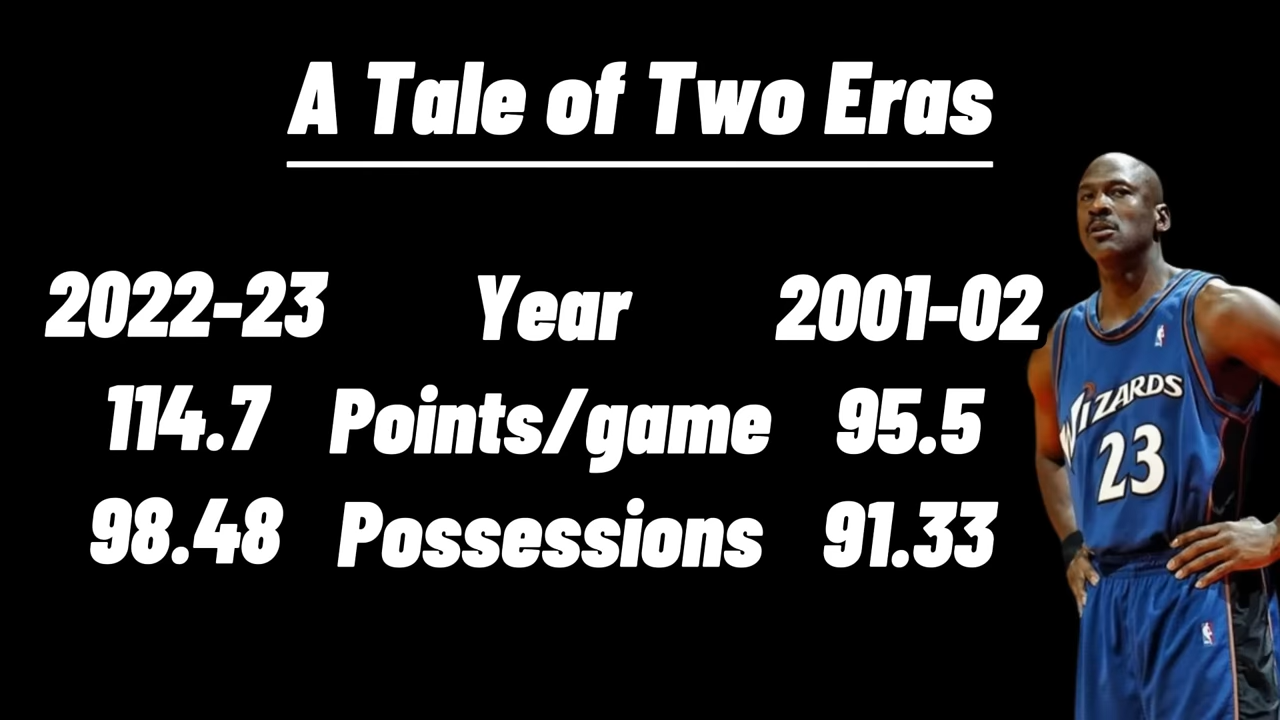 A Tale of Two Eras
2022-23 Year 2001-02
114.7 Points/game 95.5
98.48 Possessions 91.33
WIZARDS
23